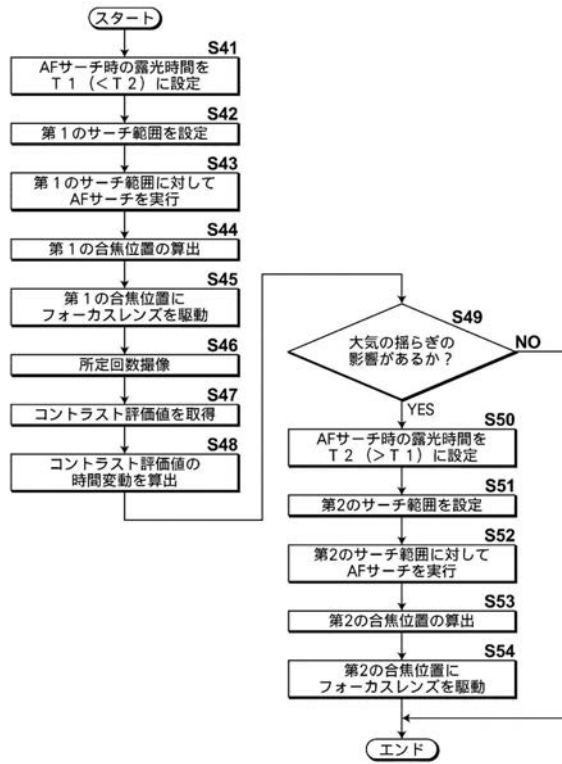 スタート
S41
AFサーチ時の露光時間を
T1(<T2)に設定
S42
第1のサーチ範囲を設定
S43
第1のサーチ範囲に対して
AFサーチを実行
S44
第1の合焦位置の算出
S45
第1の合焦位置に
フォーカスレンズを駆動
S46
所定回数撮像
S47
コントラスト評価値を取得
S48
コントラスト評価値の
時間変動を算出
S49
大気の揺らぎの
影響があるか?
NO
YES
S50
AFサーチ時の露光時間を
T2(>T1)に設定
S51
第2のサーチ範囲を設定
S52
第2のサーチ範囲に対して
AFサーチを実行
S53
第2の合焦位置の算出
S54
第2の合焦位置に
フォーカスレンズを駆動
エンド